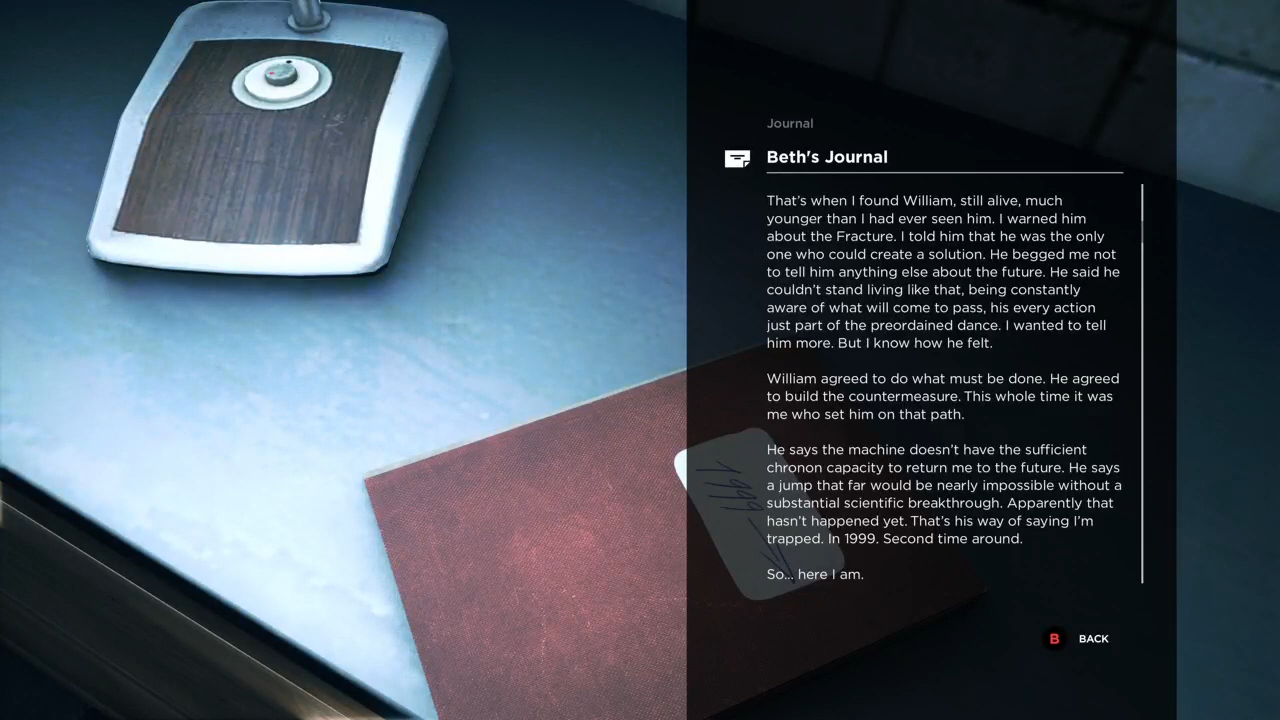 Journal
Beth's Journal
That's when I found William, still alive, much
younger than I had ever seen him. I warned him
about the Fracture. I told him that he was the only
one who could create a solution. He begged me not
to tell him anything else about the future. He said he
couldn't stand living like that, being constantly
aware of what will come to pass, his every action
just part of the preordained dance. I wanted to tell
him more. But I know how he felt.
William agreed to do what must be done. He agreed
to build the countermeasure. This whole time it was
me who set him on that path.
He says the machine doesn't have the sufficient
chronon capacity to return me to the future. He says
a jump that far would be nearly impossible without a
substantial scientific breakthrough. Apparently that
hasn't happened yet. That's his way of saying I'm
trapped. In 1999. Second time around.
So... here I am.
1999 →
B BACK